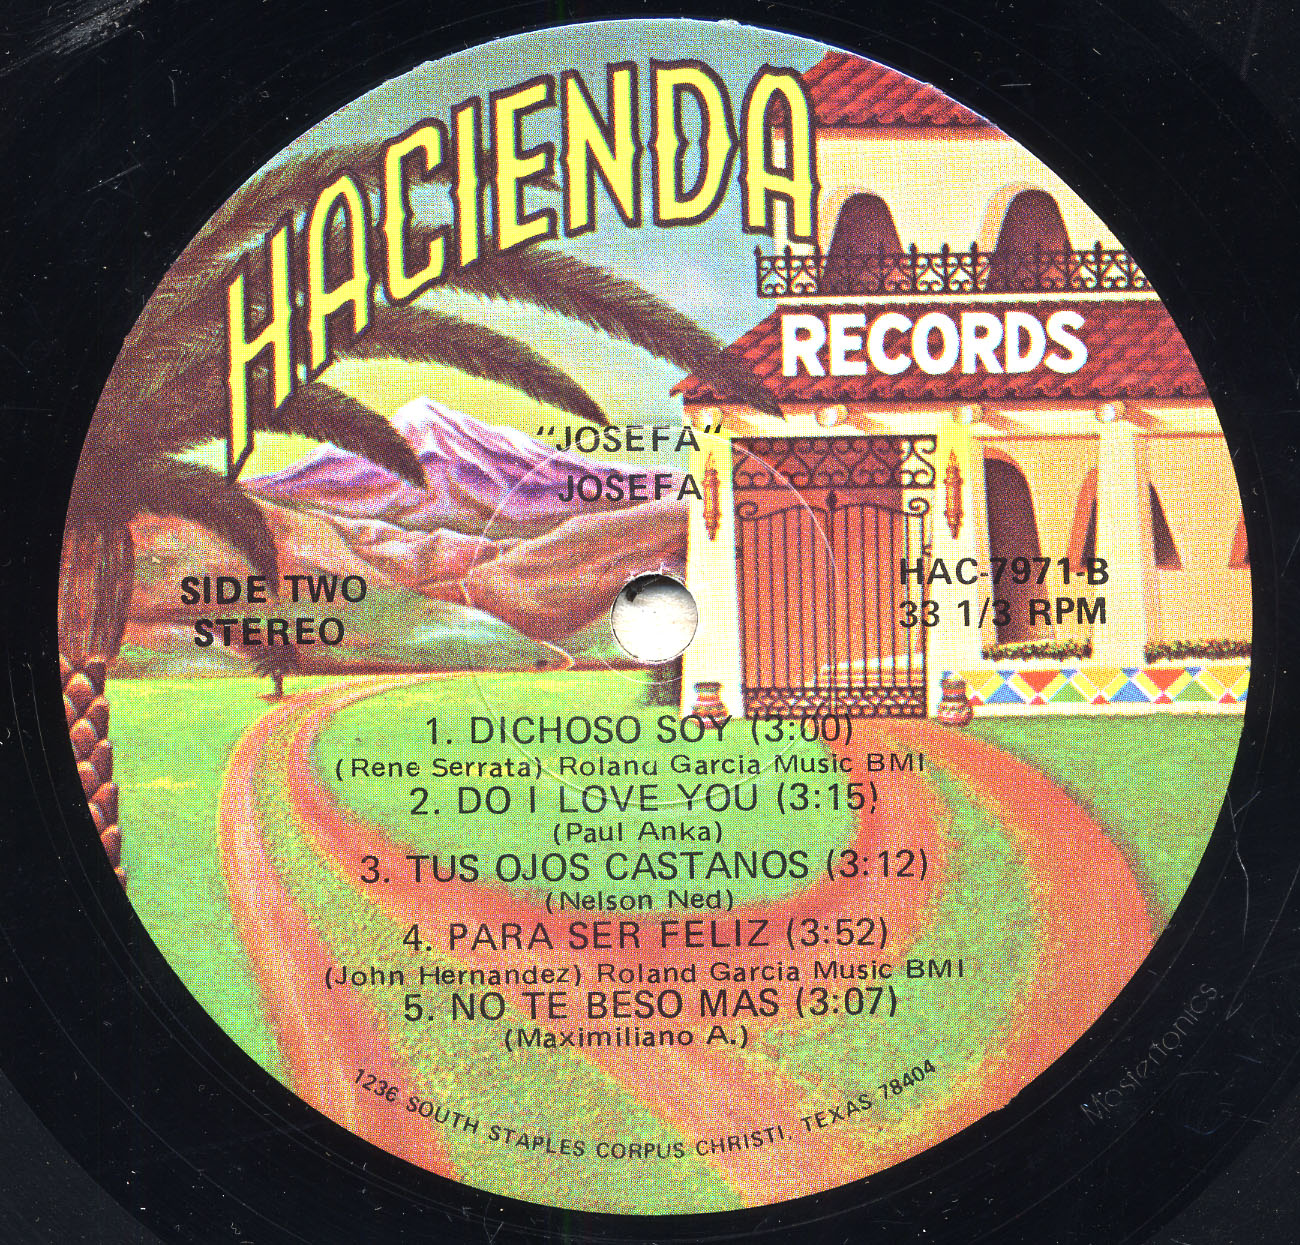 HACIENDA
RECORDS
"JOSEFA"
JOSEFA
SIDE TWO
STEREO
HAC-7971-B
33 1/3 RPM
1. DICHOSO SOY (3:00)
(Rene Serrata) Roland Garcia Music BMI
2. DO I LOVE YOU (3:15)
(Paul Anka)
3. TUS OJOS CASTANOS (3:12)
(Nelson Ned)
4. PARA SER FELIZ (3:52)
(John Hernandez) Roland Garcia Music BMI
5. NO TE BESO MAS (3:07)
(Maximiliano A.)
1236 SOUTH STAPLES CORPUS CHRISTI, TEXAS 78404
Masterfonics